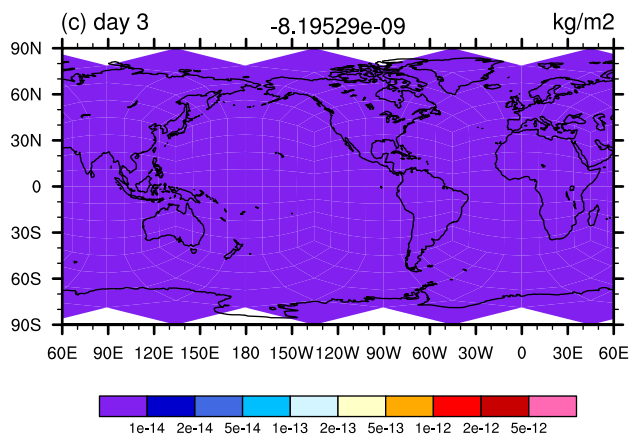 (c) day 3 -8.19529e-09 kg/m2
90N
60N
30N
0
30S
60S
90S
60E 90E 120E 150E 180 150W 120W 90W 60W 30W 0 30E 60E
1e-14 2e-14 5e-14 1e-13 2e-13 5e-13 1e-12 2e-12 5e-12